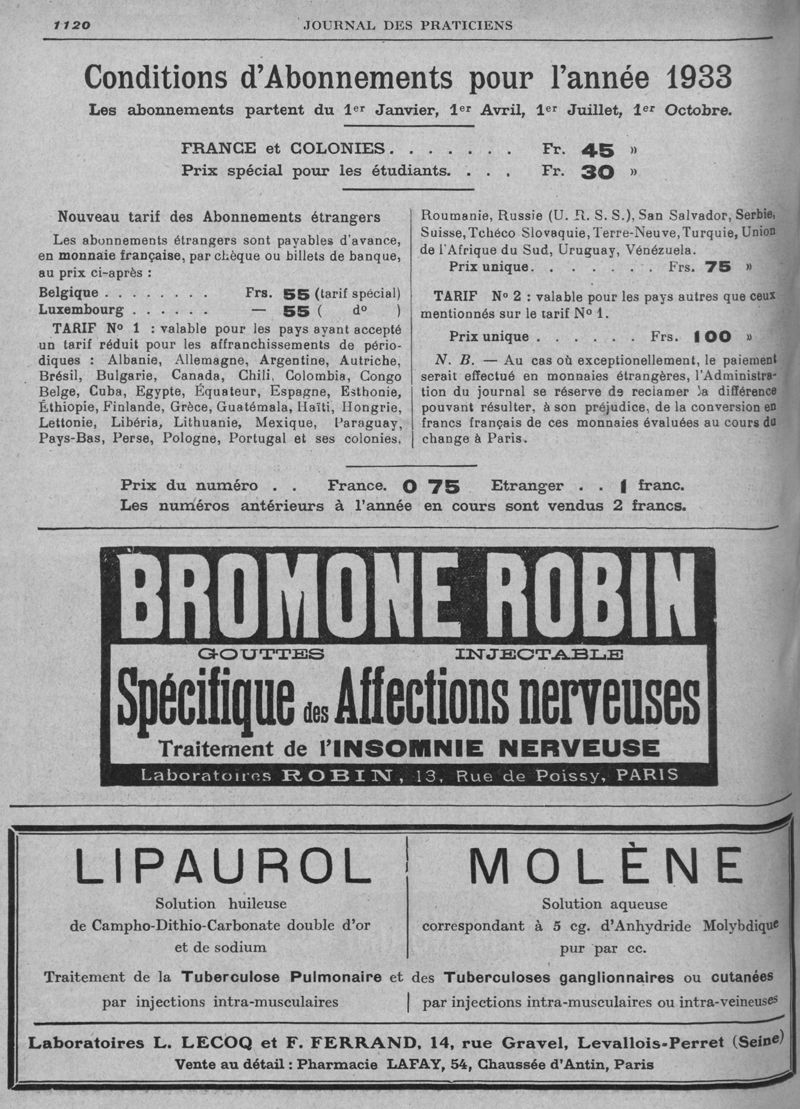 1120
JOURNAL DES PRATICIENS
Conditions d'Abonnements pour l'année 1933
Les abonnements partent du 1er Janvier, 1er Avril, 1er Juillet, 1er Octobre.
FRANCE et COLONIES. . . . . . . Fr. 45 »
Prix spécial pour les étudiants. . . . Fr. 30 »
Nouveau tarif des Abonnements étrangers
Les abonnements étrangers sont payables d'avance,
en monnaie française, par chèque ou billets de banque,
au prix ci-après :
Belgique . . . . . . . . Frs. 55 (tarif spécial)
Luxembourg . . . . . . — 55 ( do )
TARIF No 1 : valable pour les pays ayant accepté
un tarif réduit pour les affranchissements de pério-
diques : Albanie, Allemagne, Argentine, Autriche,
Brésil, Bulgarie, Canada, Chili, Colombia, Congo
Belge, Cuba, Egypte, Équateur, Espagne, Esthonie,
Éthiopie, Finlande, Grèce, Guatémala, Haïti, Hongrie,
Lettonie, Libéria, Lithuanie, Mexique, Paraguay,
Pays-Bas, Perse, Pologne, Portugal et ses colonies,
Roumanie, Russie (U. R. S. S.), San Salvador, Serbie,
Suisse, Tchéco Slovaquie, Terre-Neuve, Turquie, Union
de l'Afrique du Sud, Uruguay, Vénézuela.
Prix unique. . . . . . . . Frs. 75 »
TARIF No 2 : valable pour les pays autres que ceux
mentionnés sur le tarif No 1.
Prix unique . . . . . . Frs. 100 »
N. B. — Au cas où exceptionellement, le paiement
serait effectué en monnaies étrangères, l'Administra-
tion du journal se réserve de reclamer la différence
pouvant résulter, à son préjudice, de la conversion en
francs français de ces monnaies évaluées au cours du
change à Paris.
Prix du numéro . . France. 0 75 Etranger . . 1 franc.
Les numéros antérieurs à l'année en cours sont vendus 2 francs.
BROMONE ROBIN
GOUTTES INJECTABLE
Spécifique des Affections nerveuses
Traitement de l'INSOMNIE NERVEUSE
Laboratoires ROBIN, 13, Rue de Poissy, PARIS
LIPAUROL
Solution huileuse
de Campho-Dithio-Carbonate double d'or
et de sodium
MOLÈNE
Solution aqueuse
correspondant à 5 cg. d'Anhydride Molybdique
pur par cc.
Traitement de la Tuberculose Pulmonaire et des Tuberculoses ganglionnaires ou cutanées
par injections intra-musculaires | par injections intra-musculaires ou intra-veineuses
Laboratoires L. LECOQ et F. FERRAND, 14, rue Gravel, Levallois-Perret (Seine)
Vente au détail : Pharmacie LAFAY, 54, Chaussée d'Antin, Paris